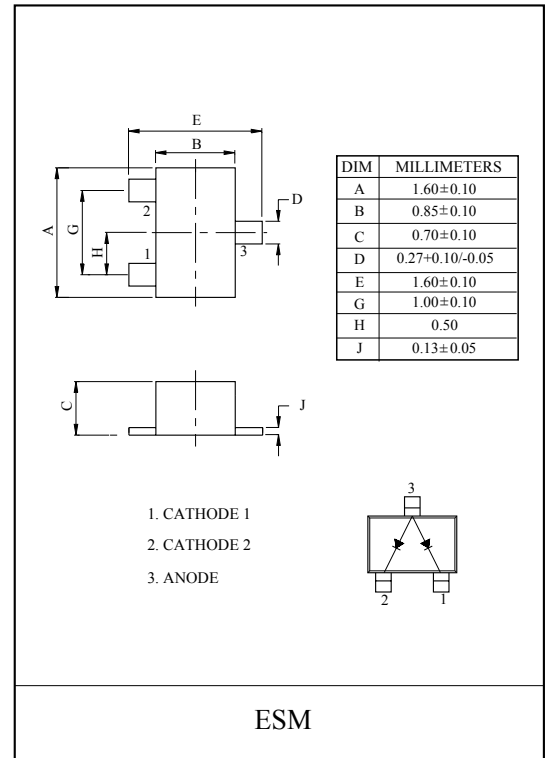 E
B
A
G
H
2
1
D
3
DIM MILLIMETERS
A 1.60±0.10
B 0.85±0.10
C 0.70±0.10
D 0.27+0.10/-0.05
E 1.60±0.10
G 1.00±0.10
H 0.50
J 0.13±0.05
C
J
1. CATHODE 1
2. CATHODE 2
3. ANODE
3
2 1
ESM